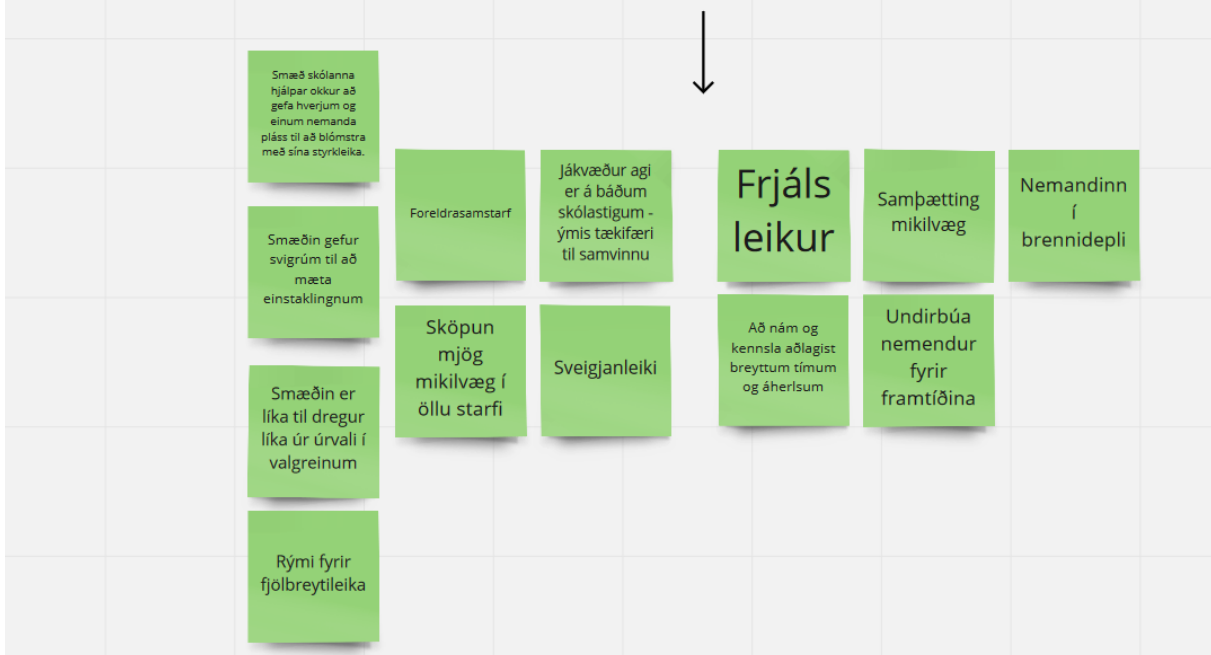 Smæð skólanna
hjálpar okkur að
gefa hverjum og
einum nemanda
pláss til að blómstra
með sína styrkleika.
Smæðin gefur
svigrúm til að
mæta
einstaklingnum
Smæðin er
líka til dregur
líka úr úrvali í
valgreinum
Rými fyrir
fjölbreytileika
Foreldrasamstarf
Sköpun
mjög
mikilvæg í
öllu starfi
Jákvæður agi
er á báðum
skólastigum -
ýmis tækifæri
til samvinnu
Sveigjanleiki
Frjáls
leikur
Að nám og
kennsla aðlagist
breyttum tímum
og áherlsum
Samþætting
mikilvæg
Undirbúa
nemendur
fyrir
framtíðina
Nemandinn
í
brennidepli